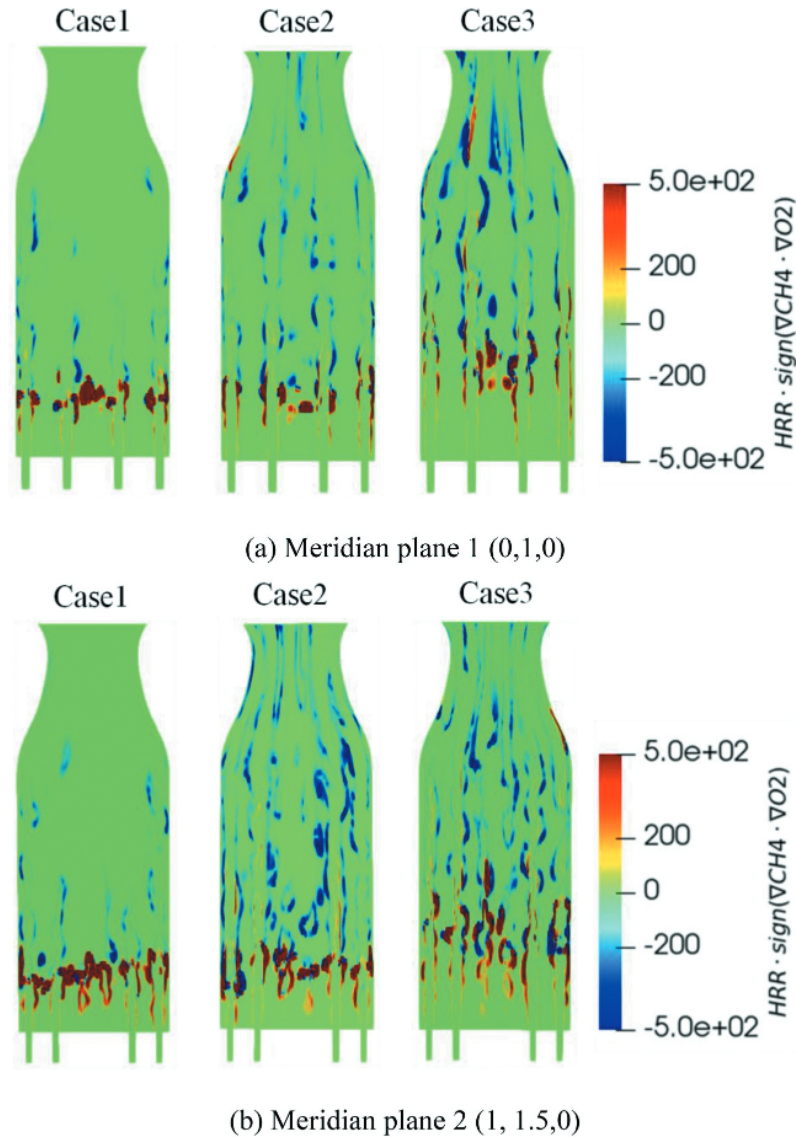 Case1 Case2 Case3
5.0e+02
200
0
-200
-5.0e+02
HRR · sign(∇CH4 · ∇O2)
(a) Meridian plane 1 (0,1,0)
Case1 Case2 Case3
5.0e+02
200
0
-200
-5.0e+02
HRR · sign(∇CH4 · ∇O2)
(b) Meridian plane 2 (1, 1.5,0)